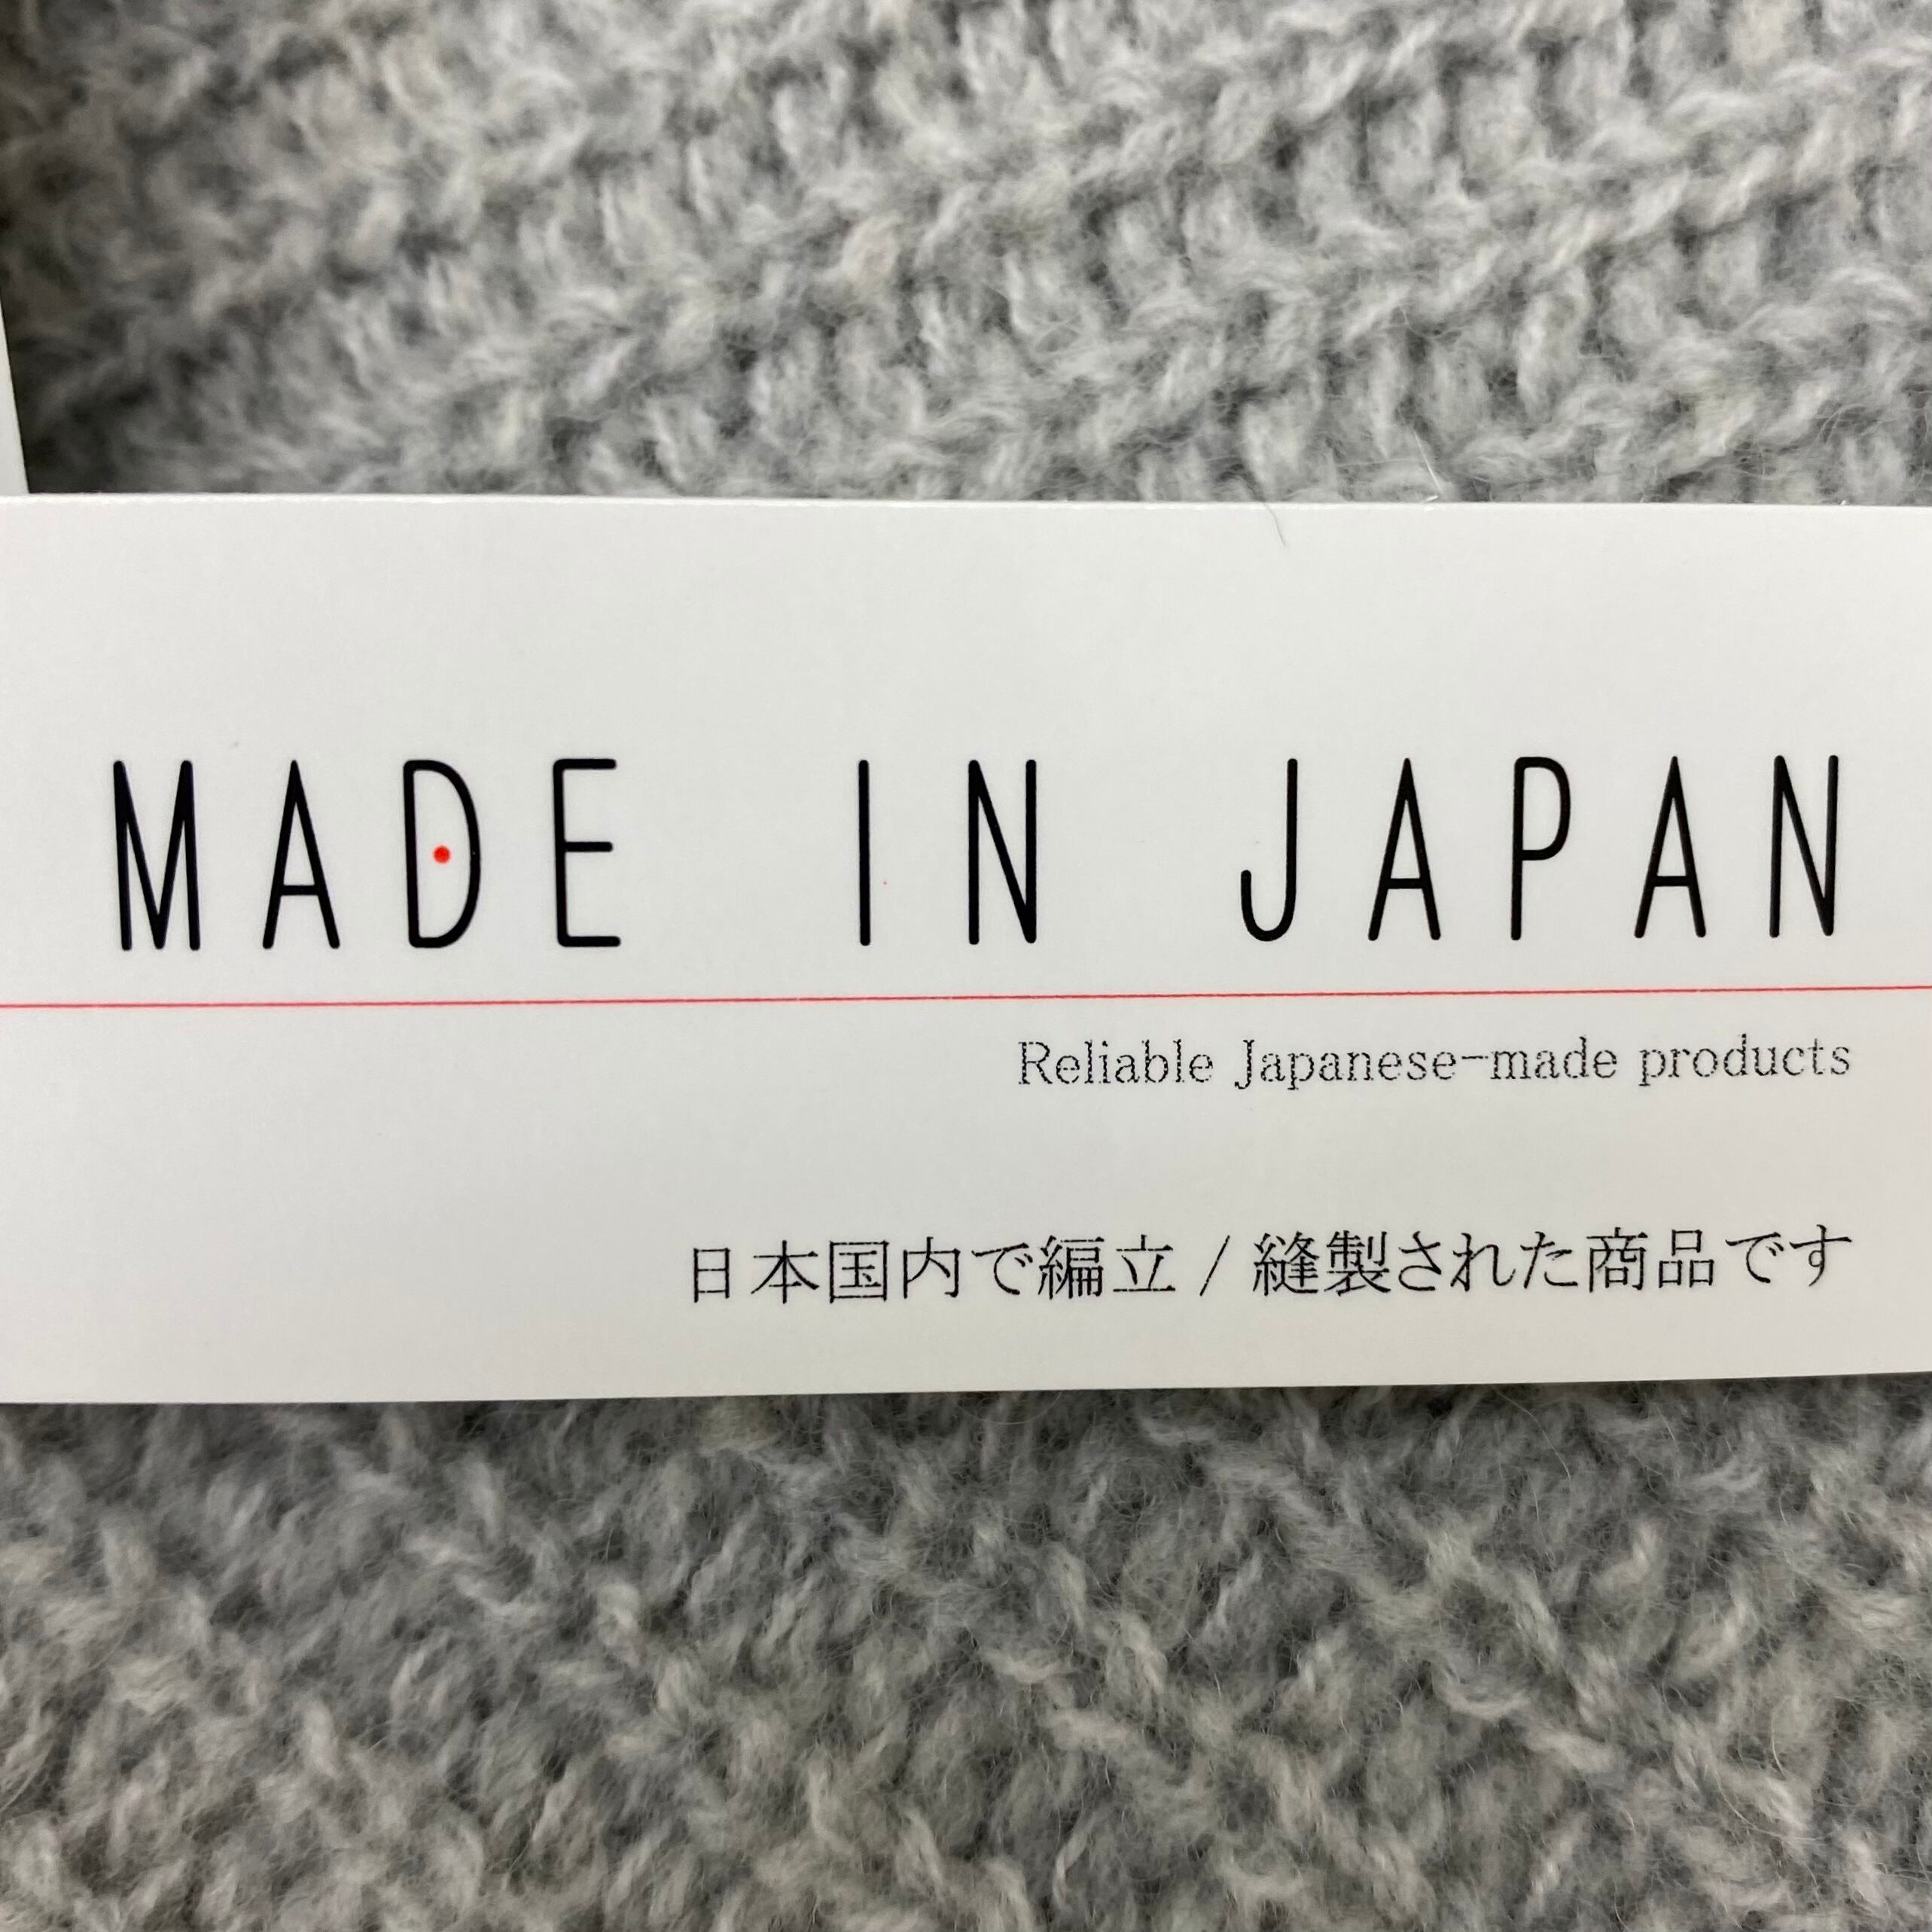 MADE IN JAPAN
Reliable Japanese-made products
日本国内で編立/縫製された商品です